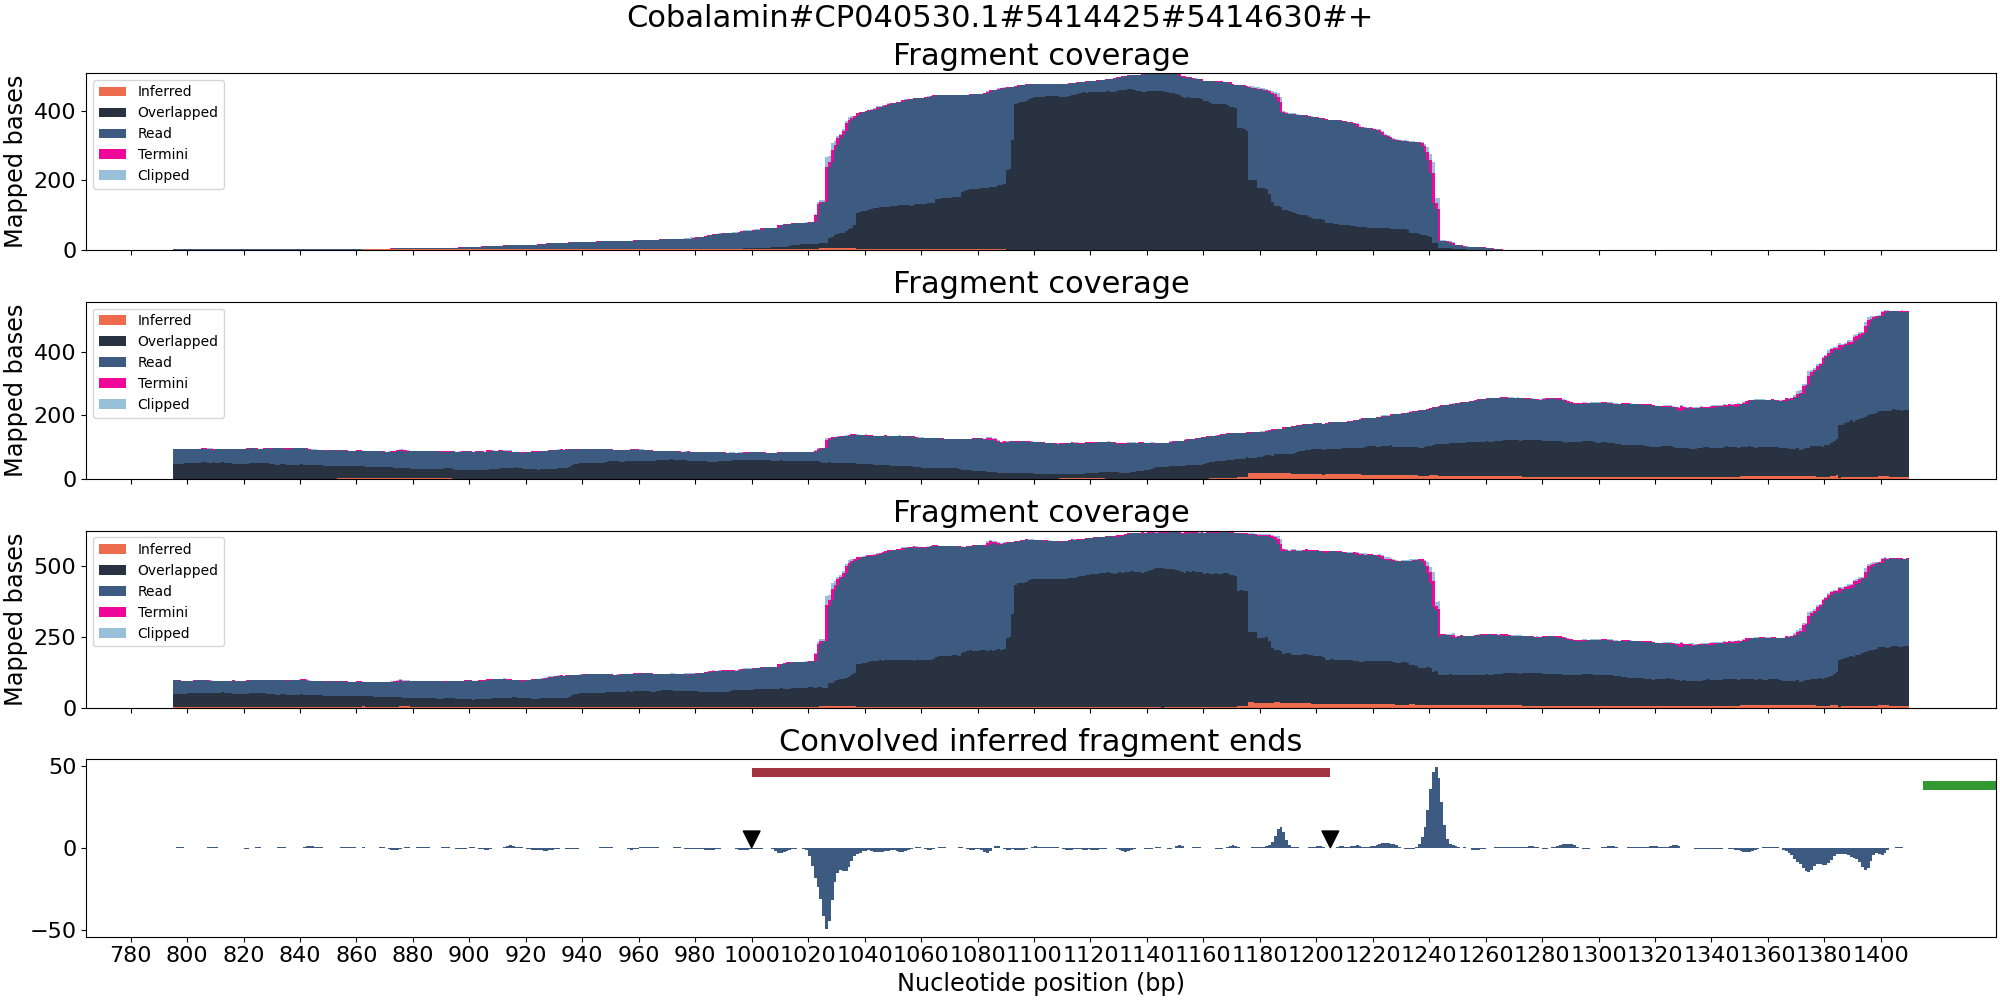 Cobalamin#CP040530.1#5414425#5414630#+
Fragment coverage
Mapped bases
400
200
0
Inferred
Overlapped
Read
Termini
Clipped
Fragment coverage
Mapped bases
400
200
0
Inferred
Overlapped
Read
Termini
Clipped
Fragment coverage
Mapped bases
500
250
0
Inferred
Overlapped
Read
Termini
Clipped
Convolved inferred fragment ends
50
0
−50
780 800 820 840 860 880 900 920 940 960 980 1000 1020 1040 1060 1080 1100 1120 1140 1160 1180 1200 1220 1240 1260 1280 1300 1320 1340 1360 1380 1400
Nucleotide position (bp)